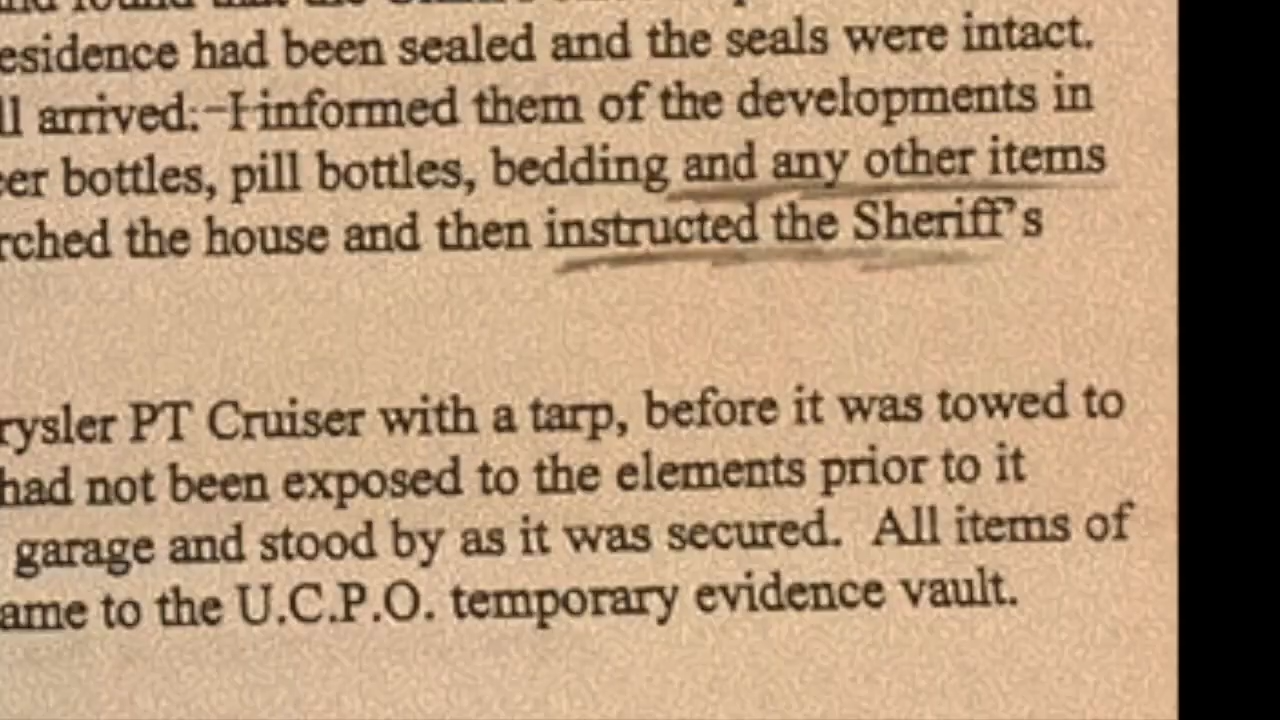 found that the
esidence had been sealed and the seals were intact.
ll arrived. I informed them of the developments in
er bottles, pill bottles, bedding and any other items
rched the house and then instructed the Sheriff's
rysler PT Cruiser with a tarp, before it was towed to
had not been exposed to the elements prior to it
garage and stood by as it was secured. All items of
ame to the U.C.P.O. temporary evidence vault.